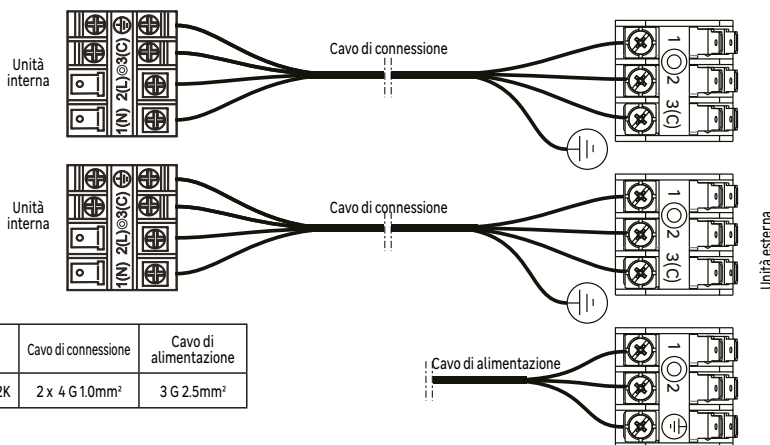 Unità
interna
1(N) 2(L) 3(C)
Cavo di connessione
1
2
3(C)
Unità
interna
1(N) 2(L) 3(C)
Cavo di connessione
1
2
3(C)
Unità esterna
Cavo di connessione
Cavo di
alimentazione
2K
2 x 4 G 1.0mm²
3 G 2.5mm²
Cavo di alimentazione
1
2